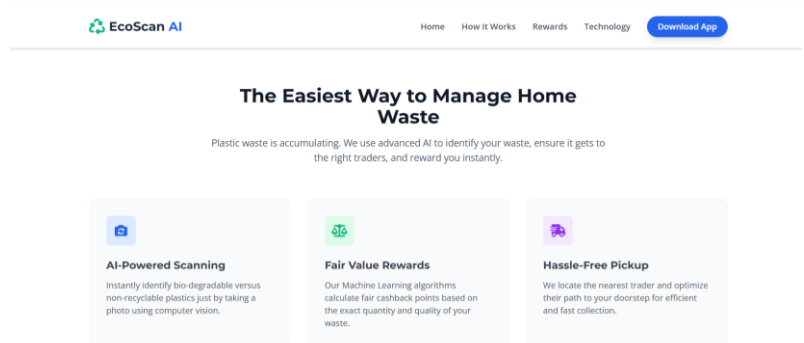 EcoScan AI
Home How It Works Rewards Technology Download App
The Easiest Way to Manage Home
Waste
Plastic waste is accumulating. We use advanced AI to identify your waste, ensure it gets to
the right traders, and reward you instantly.
AI-Powered Scanning
Instantly identify bio-degradable versus
non-recyclable plastics just by taking a
photo using computer vision.
Fair Value Rewards
Our Machine Learning algorithms
calculate fair cashback points based on
the exact quantity and quality of your
waste.
Hassle-Free Pickup
We locate the nearest trader and optimize
their path to your doorstep for efficient
and fast collection.